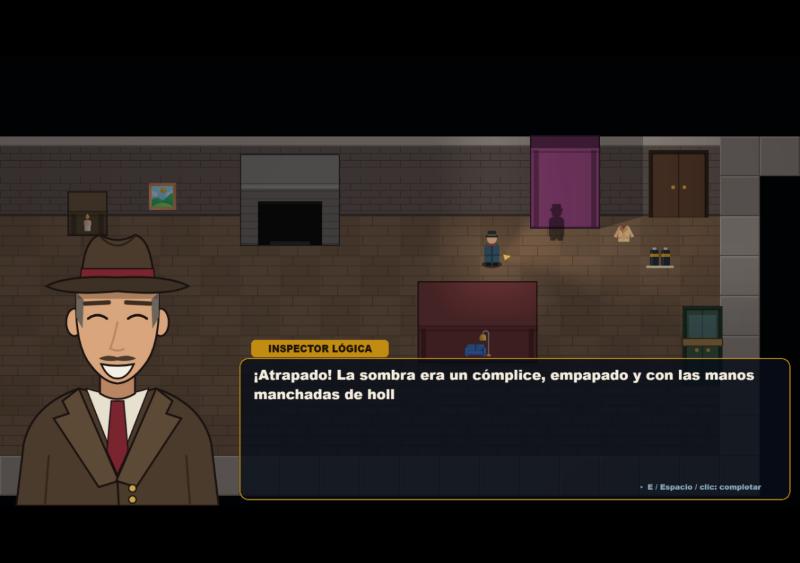 INSPECTOR LÓGICA
¡Atrapado! La sombra era un cómplice, empapado y con las manos
manchadas de holl
• E / Espacio / clic: completar